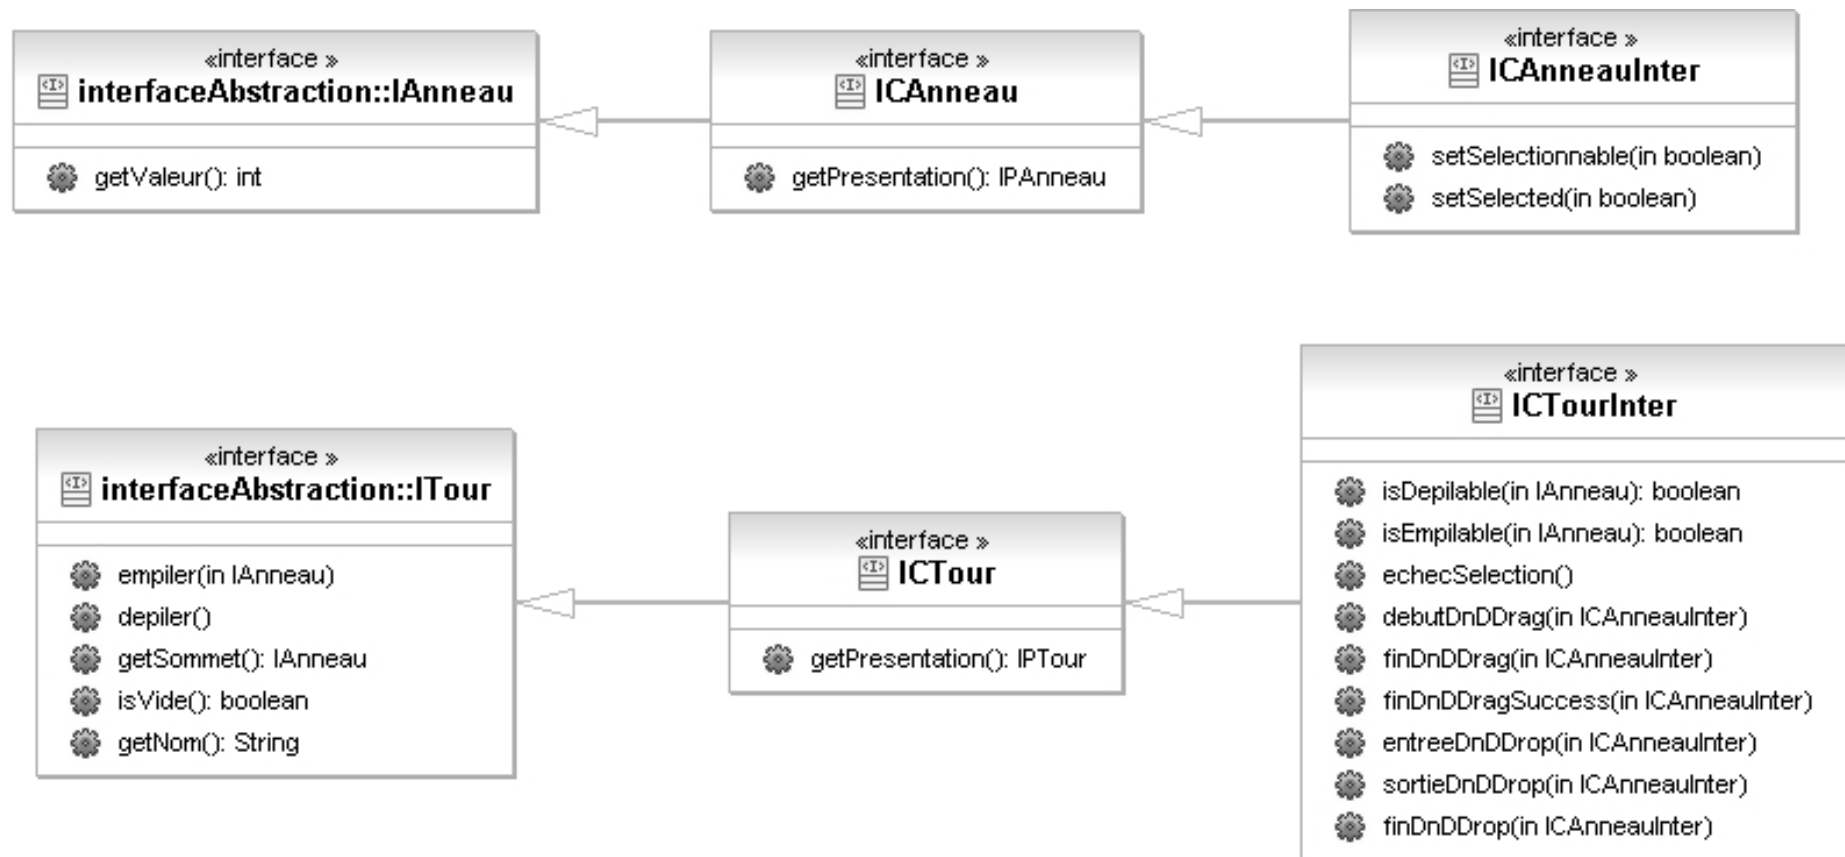 «interface »
interfaceAbstraction::IAnneau
getValeur(): int
«interface »
ICAnneau
getPresentation(): IPAnneau
«interface »
ICAnneauInter
setSelectionnable(in boolean)
setSelected(in boolean)
«interface »
interfaceAbstraction::ITour
empiler(in IAnneau)
depiler()
getSommet(): IAnneau
isVide(): boolean
getNom(): String
«interface »
ICTour
getPresentation(): IPTour
«interface »
ICTourInter
isDepilable(in IAnneau): boolean
isEmpilable(in IAnneau): boolean
echecSelection()
debutDnDDrag(in ICAnneauInter)
finDnDDrag(in ICAnneauInter)
finDnDDragSuccess(in ICAnneauInter)
entreeDnDDrop(in ICAnneauInter)
sortieDnDDrop(in ICAnneauInter)
finDnDDrop(in ICAnneauInter)